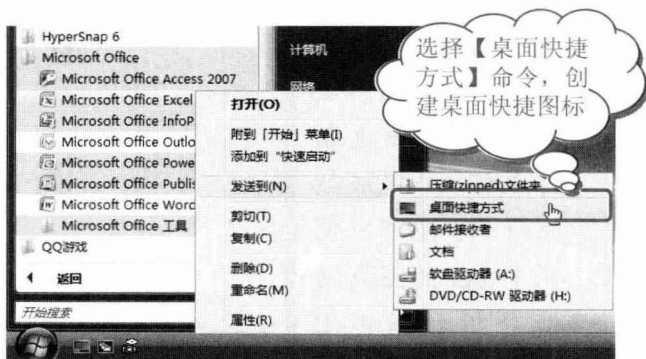 HyperSnap 6
Microsoft Office
Microsoft Office Access 2007
Microsoft Office Excel
Microsoft Office InfoP
Microsoft Office Outlo
Microsoft Office Powe
Microsoft Office Publis
Microsoft Office Word
Microsoft Office 工具
QQ游戏
返回
开始搜索
计算机
网络
打开(O)
附到「开始」菜单(I)
添加到 "快速启动"
发送到(N)
剪切(T)
复制(C)
删除(D)
重命名(M)
属性(R)
压缩(zipped)文件夹
桌面快捷方式
邮件接收者
文档
软盘驱动器 (A:)
DVD/CD-RW 驱动器 (H:)
选择【桌面快捷
方式】命令，创
建桌面快捷图标